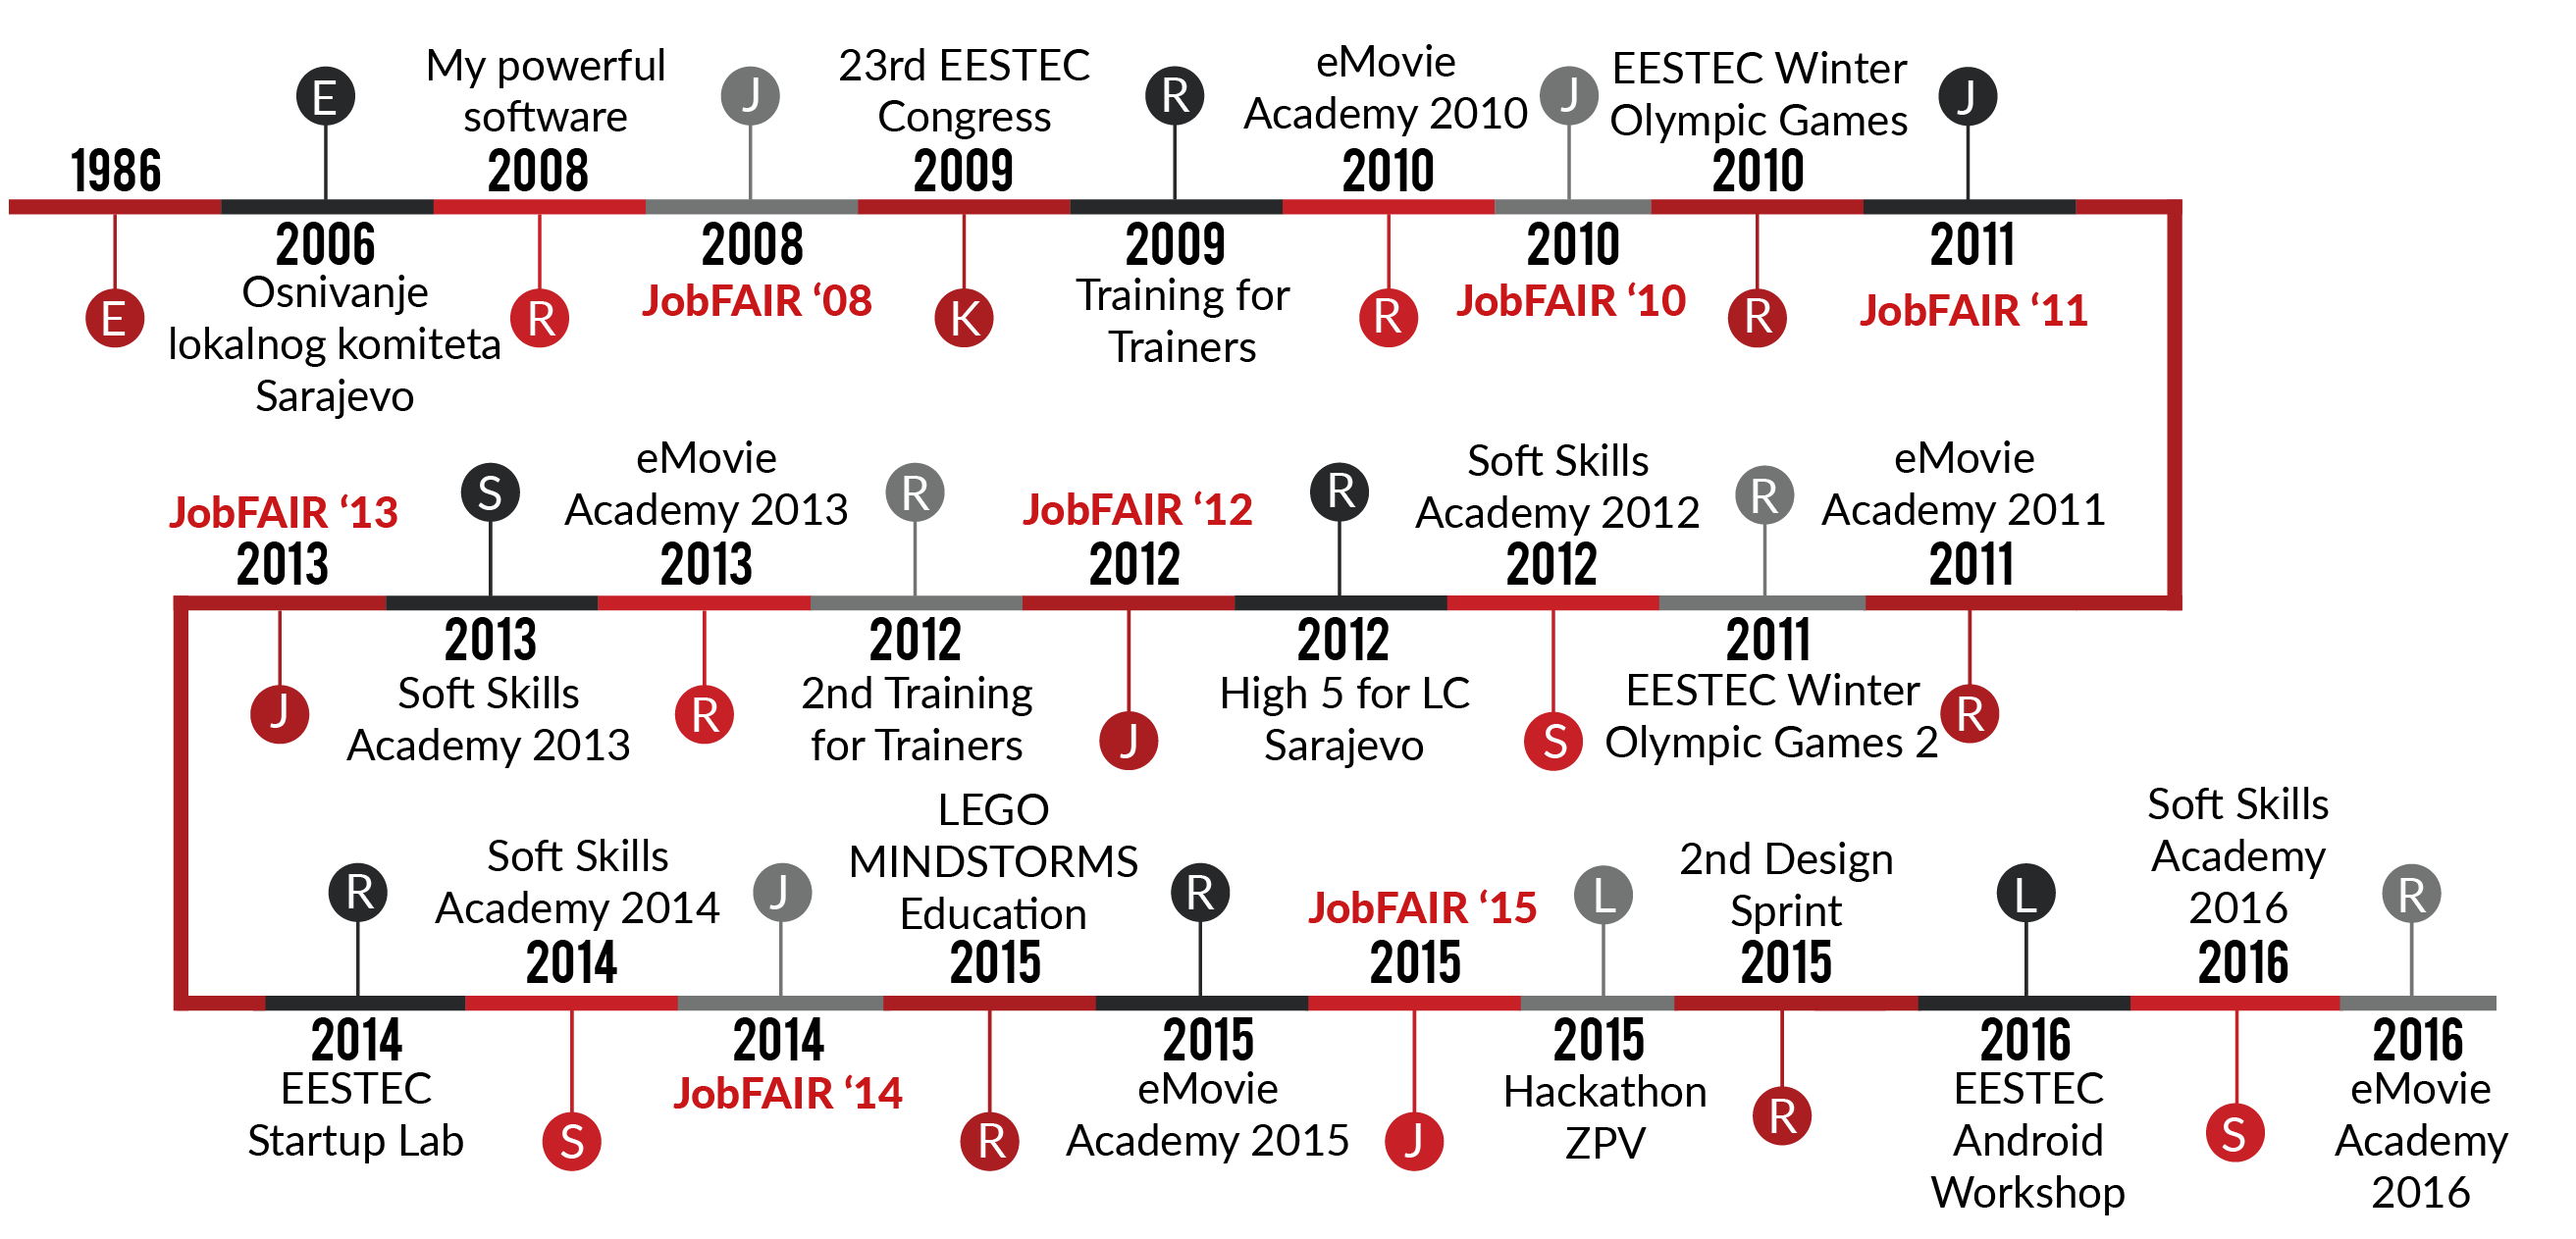 1986
E
E
2006
Osnivanje
lokalnog komiteta
Sarajevo
My powerful
software
2008
R
J
2008
JobFAIR ‘08
23rd EESTEC
Congress
2009
K
R
2009
Training for
Trainers
eMovie
Academy 2010
2010
R
J
2010
JobFAIR ‘10
EESTEC Winter
Olympic Games
2010
R
J
2011
JobFAIR ‘11
eMovie
Academy 2011
2011
R
R
2011
EESTEC Winter
Olympic Games 2
Soft Skills
Academy 2012
2012
S
R
2012
High 5 for LC
Sarajevo
JobFAIR ‘12
2012
J
R
2012
2nd Training
for Trainers
eMovie
Academy 2013
2013
R
S
2013
Soft Skills
Academy 2013
JobFAIR ‘13
2013
J
R
2014
EESTEC
Startup Lab
Soft Skills
Academy 2014
2014
S
J
2014
JobFAIR ‘14
LEGO
MINDSTORMS
Education
2015
R
R
2015
eMovie
Academy 2015
JobFAIR ‘15
2015
J
L
2015
Hackathon
ZPV
2nd Design
Sprint
2015
R
L
2016
EESTEC
Android
Workshop
Soft Skills
Academy
2016
2016
S
R
2016
eMovie
Academy
2016